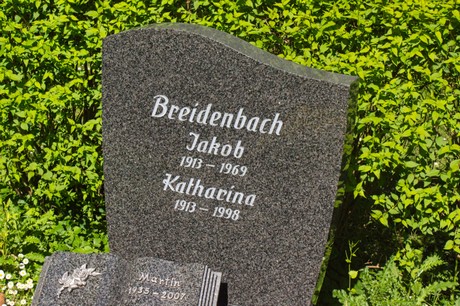 Breidenbach
Jakob
1913 – 1969
Katharina
1913 – 1998
Martin
1935 - 2007